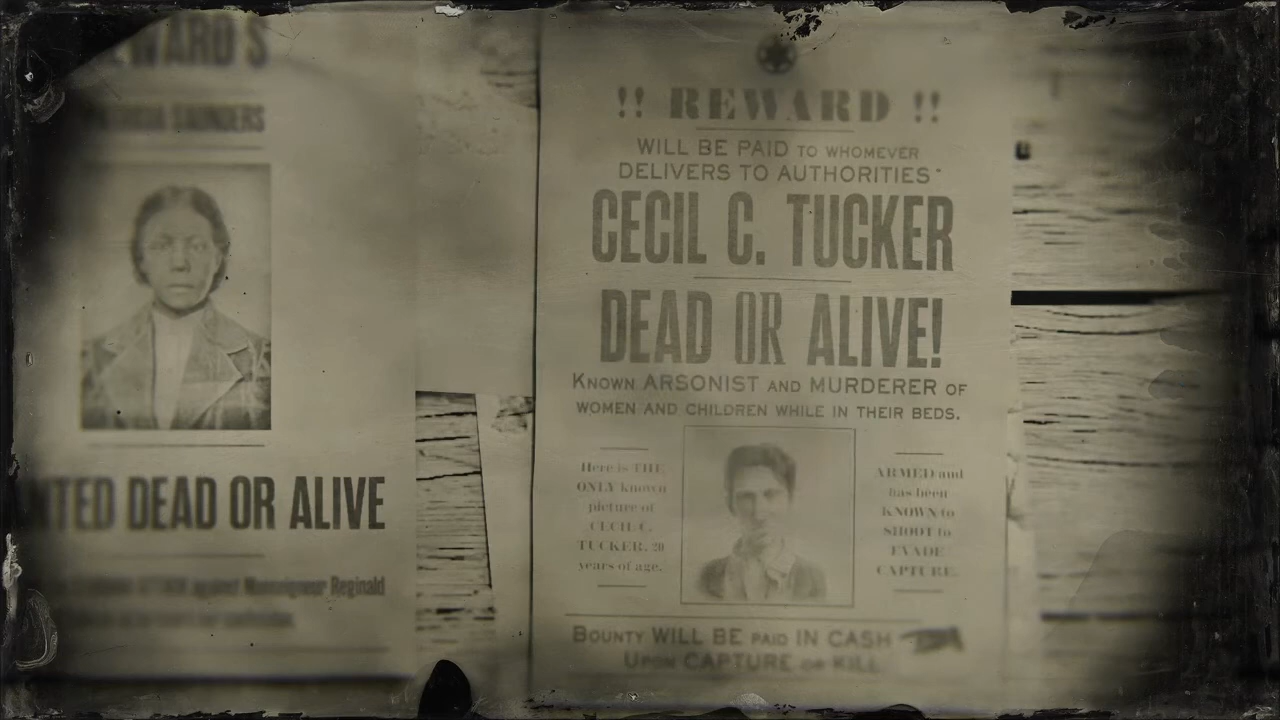 SAUNDERS
WANTED DEAD OR ALIVE
against Monseigneur Reginald
!! REWARD !!
WILL BE PAID TO WHOMEVER
DELIVERS TO AUTHORITIES
CECIL C. TUCKER
DEAD OR ALIVE!
KNOWN ARSONIST AND MURDERER OF
WOMEN AND CHILDREN WHILE IN THEIR BEDS.
Here is THE
ONLY known
picture of
CECIL C.
TUCKER, 20
years of age.
ARMED and
has been
KNOWN to
SHOOT to
EVADE
CAPTURE.
BOUNTY WILL BE PAID IN CASH
UPON CAPTURE OR KILL